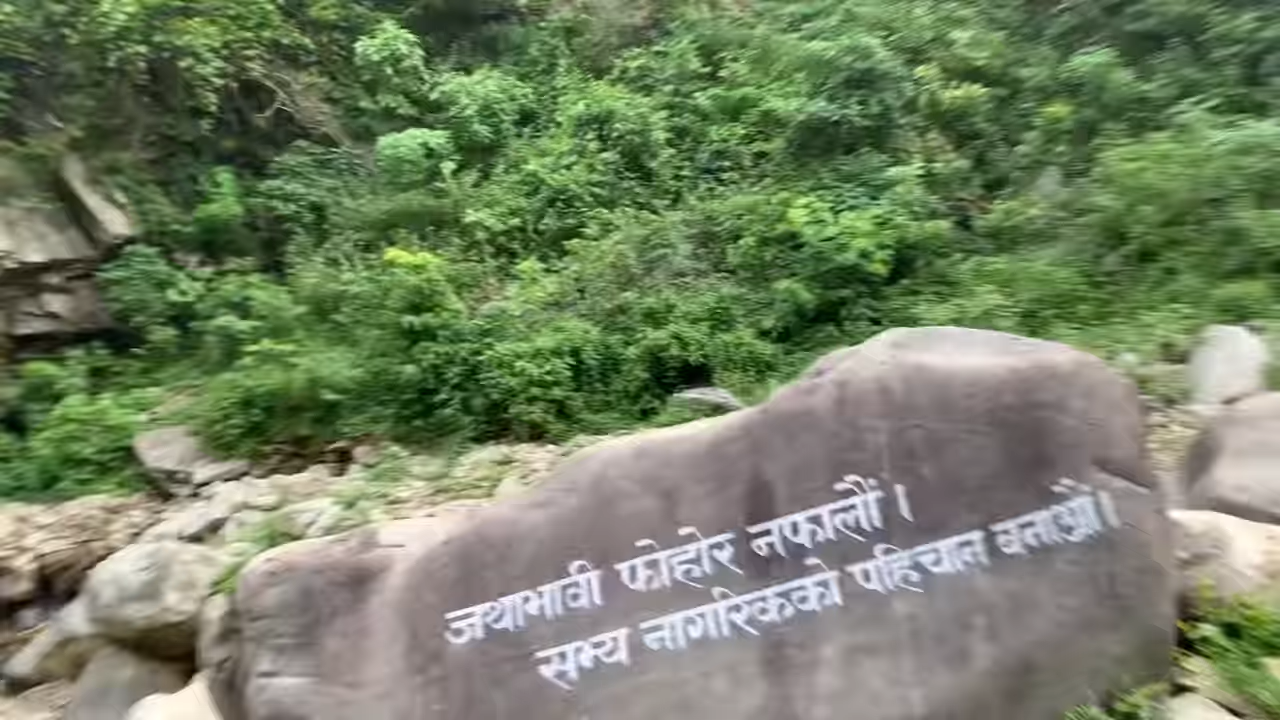 जथाभावी फोहोर नफालौं ।
सभ्य नागरिकको पहिचान बनाऔं।